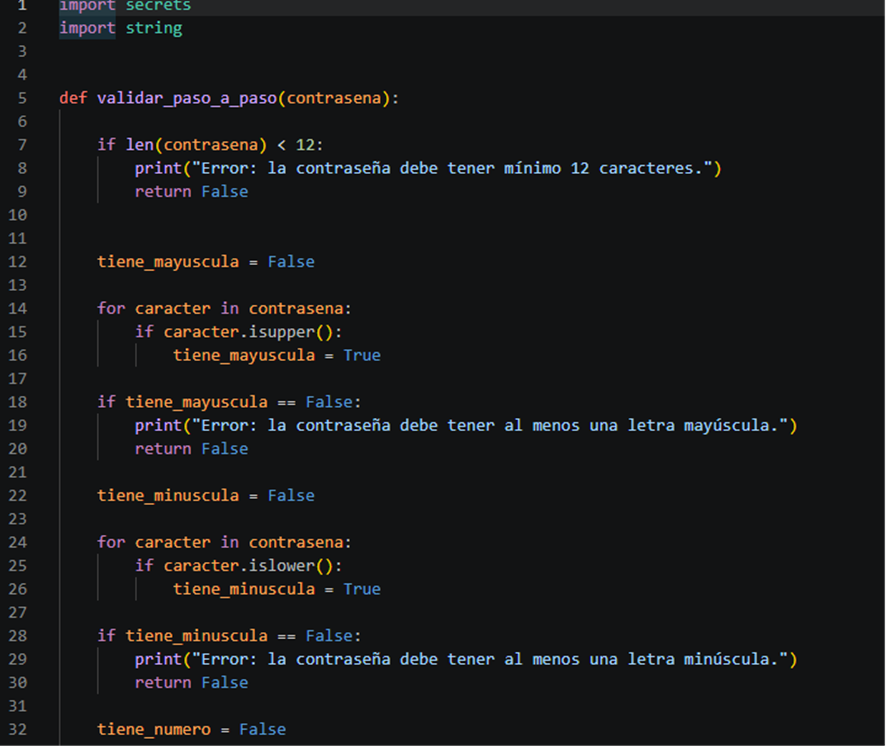 1 import secrets
2 import string
3
4
5 def validar_paso_a_paso(contrasena):
6
7 if len(contrasena) < 12:
8 print("Error: la contraseña debe tener mínimo 12 caracteres.")
9 return False
10
11
12 tiene_mayuscula = False
13
14 for caracter in contrasena:
15 if caracter.isupper():
16 tiene_mayuscula = True
17
18 if tiene_mayuscula == False:
19 print("Error: la contraseña debe tener al menos una letra mayúscula.")
20 return False
21
22 tiene_minuscula = False
23
24 for caracter in contrasena:
25 if caracter.islower():
26 tiene_minuscula = True
27
28 if tiene_minuscula == False:
29 print("Error: la contraseña debe tener al menos una letra minúscula.")
30 return False
31
32 tiene_numero = False